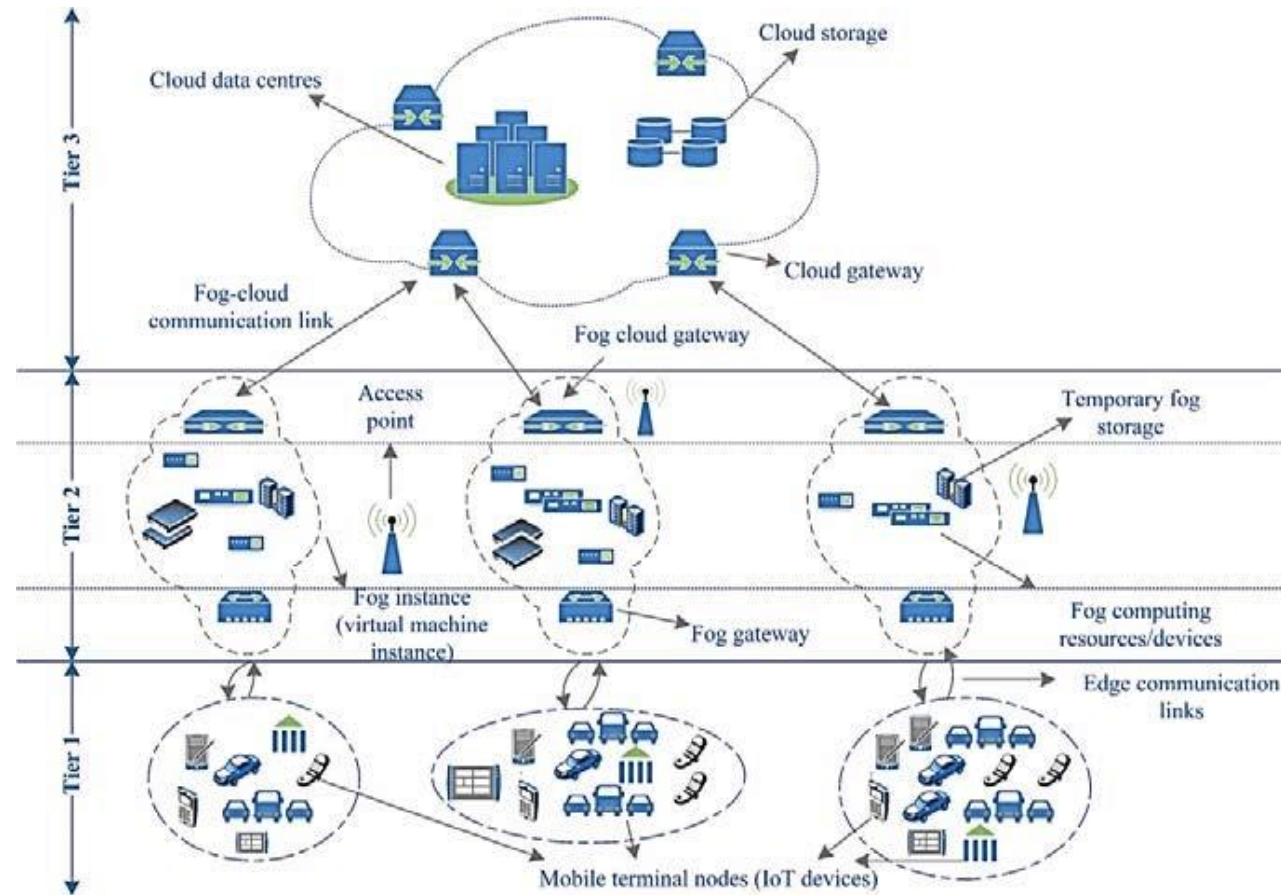 Tier 3
Cloud storage
Cloud data centres
Cloud gateway
Fog-cloud
communication link
Fog cloud gateway
Tier 2
Access
point
Temporary fog
storage
Fog instance
(virtual machine
instance)
Fog gateway
Fog computing
resources/devices
Tier 1
Edge communication
links
Mobile terminal nodes (IoT devices)